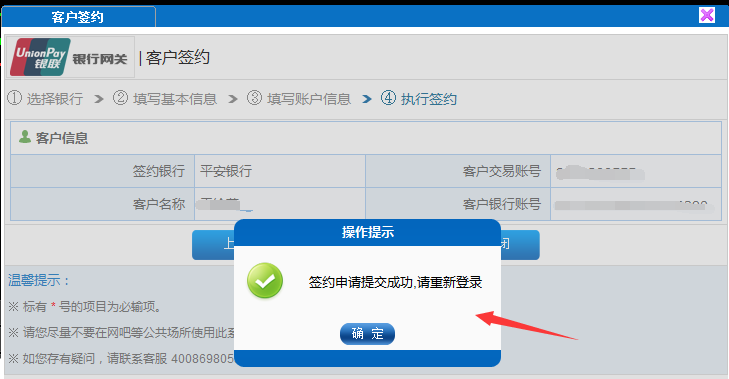 客户签约
UnionPay 银联 银行网关 | 客户签约
① 选择银行 > ② 填写基本信息 > ③ 填写账户信息 > ④ 执行签约
客户信息
签约银行 平安银行 客户交易账号
客户名称 客户银行账号
操作提示
上
闭
签约申请提交成功,请重新登录
确 定
温馨提示：
※ 标有 * 号的项目为必输项。
※ 请您尽量不要在网吧等公共场所使用此系
※ 如您存有疑问，请联系客服 400869805